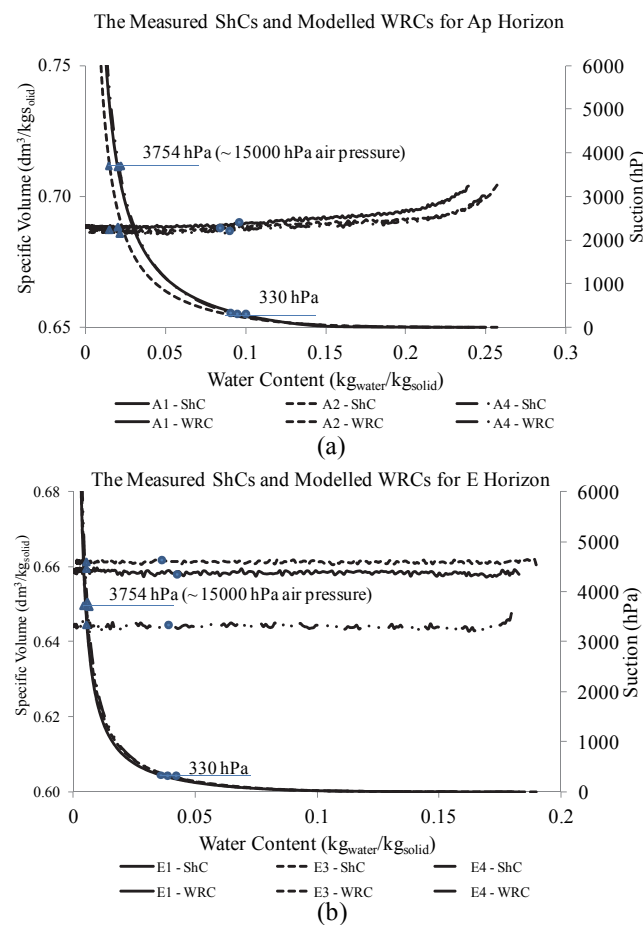 The Measured ShCs and Modelled WRCs for Ap Horizon
0.75
0.70
0.65
Specific Volume (dm³/kgs_olid)
6000
5000
4000
3000
2000
1000
0
Suction (hP)
3754 hPa (~ 15000 hPa air pressure)
330 hPa
0 0.05 0.1 0.15 0.2 0.25 0.3
Water Content (kg_water/kg_solid)
A1 - ShC A2 - ShC A4 - ShC
A1 - WRC A2 - WRC A4 - WRC
(a)
The Measured ShCs and Modelled WRCs for E Horizon
0.68
0.66
0.64
0.62
0.60
Specific Volume (dm³/kg_solid)
6000
5000
4000
3000
2000
1000
0
Suction (hPa)
3754 hPa (~ 15000 hPa air pressure)
330 hPa
0 0.05 0.1 0.15 0.2
Water Content (kg_water/kg_solid)
E1 - ShC E3 - ShC E4 - ShC
E1 - WRC E3 - WRC E4 - WRC
(b)